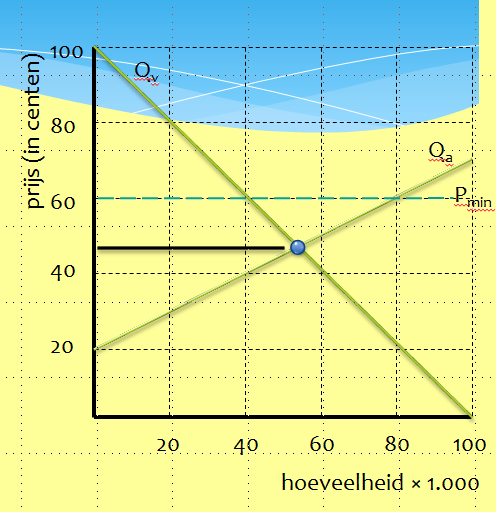 prijs (in centen)
100
80
60
40
20
Qv
Qa
Pmin
20 40 60 80 100
hoeveelheid × 1.000